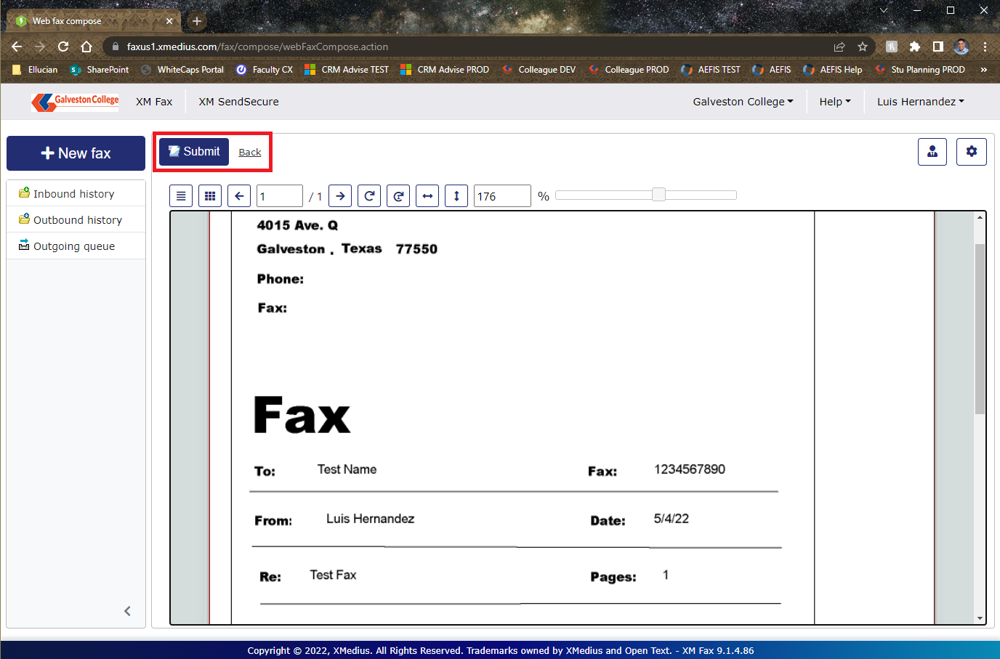 Web fax compose
faxus1.xmedius.com/fax/compose/webFaxCompose.action
Ellucian SharePoint WhiteCaps Portal Faculty CX CRM Advise TEST CRM Advise PROD Colleague DEV Colleague PROD AEFIS TEST AEFIS AEFIS Help Stu Planning PROD »
Galveston College XM Fax XM SendSecure Galveston College Help Luis Hernandez
New fax
Submit Back
Inbound history
Outbound history
Outgoing queue
1 / 1 176 %
4015 Ave. Q
Galveston , Texas 77550
Phone:
Fax:
Fax
To: Test Name Fax: 1234567890
From: Luis Hernandez Date: 5/4/22
Re: Test Fax Pages: 1
Copyright © 2022, XMedius. All Rights Reserved. Trademarks owned by XMedius and Open Text. - XM Fax 9.1.4.86